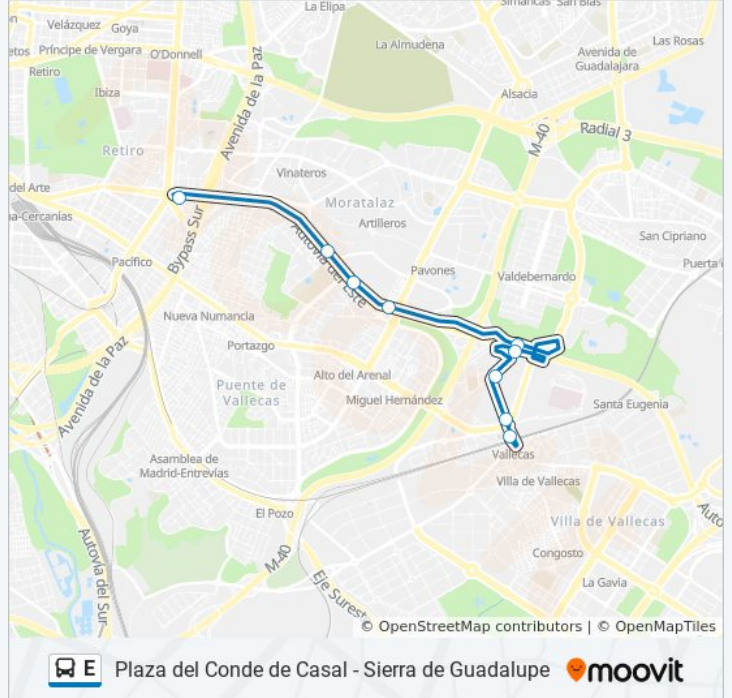 La Elipa
Simancas San Blas
Velázquez
Goya
Príncipe de Vergara
O'Donnell
La Almudena
Las Rosas
Avenida de
Guadalajara
Retiro
Ibiza
Avenida de la Paz
Alsacia
Radial 3
M-40
Retiro
Vinateros
Moratalaz
del Arte
Artilleros
San Cipriano
Bypass Sur
Autovía del Este
Pacífico
Pavones
Valdebernardo
Puerta
Nueva Numancia
Portazgo
Avenida de la Paz
Alto del Arenal
Puente de
Vallecas
Miguel Hernández
Santa Eugenia
Asamblea de
Madrid-Entrevías
Vallecas
Villa de Vallecas
El Pozo
Villa de Vallecas
Autovía del Sur
M-40
Congosto
Eje Surest
La Gavia
© OpenStreetMap contributors | © OpenMapTiles
E Plaza del Conde de Casal - Sierra de Guadalupe moovit